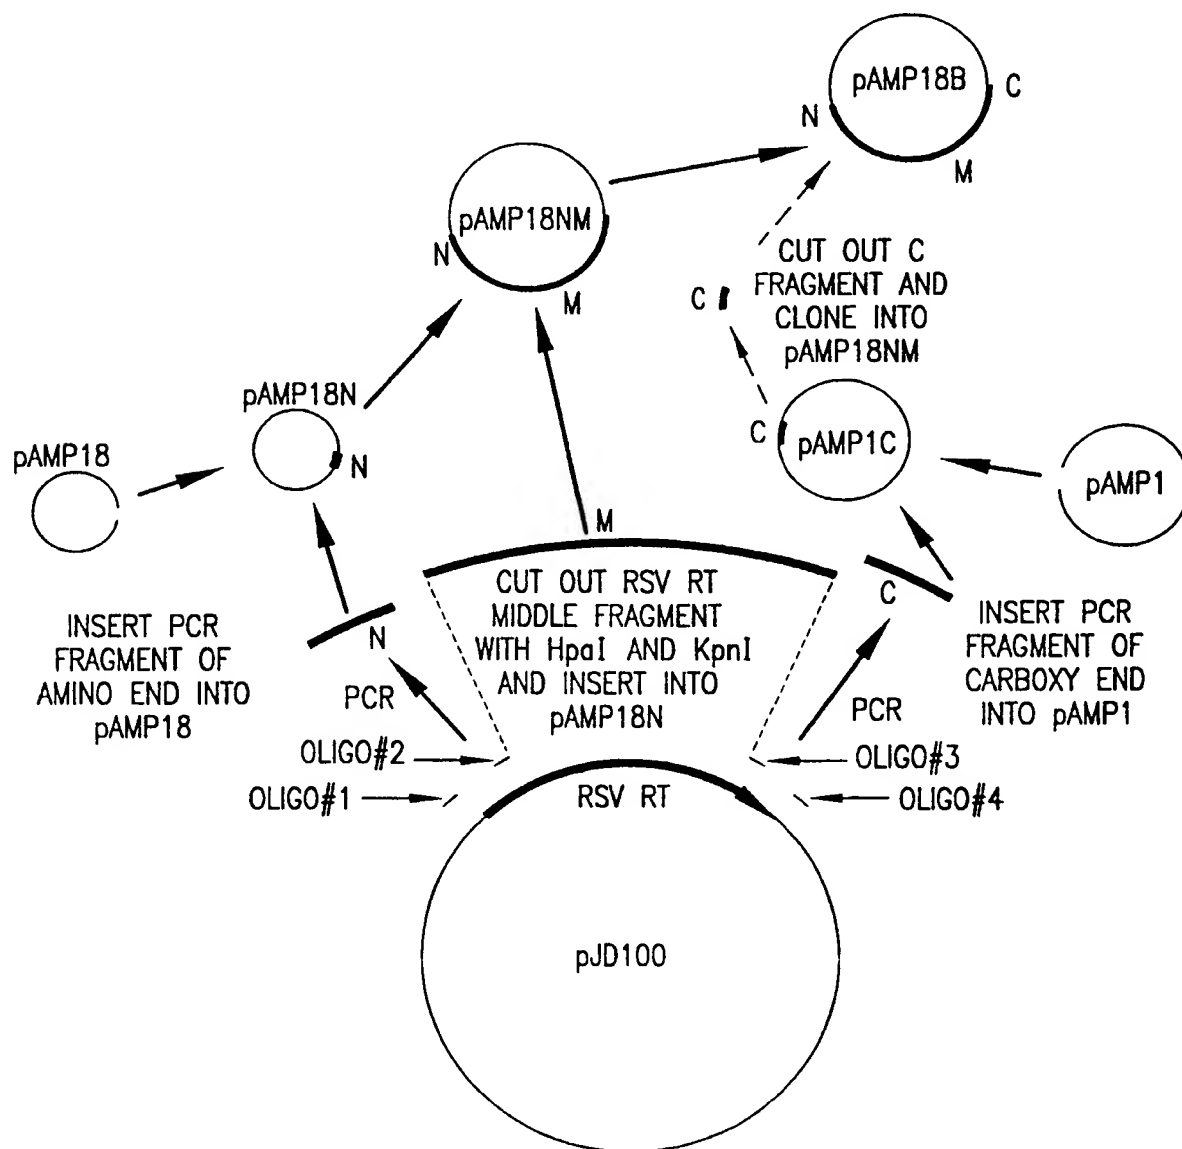 pAMP18B
N
C
M
pAMP18NM
N
M
CUT OUT C
FRAGMENT AND
CLONE INTO
pAMP18NM
C
pAMP18N
N
pAMP18
C
pAMP1C
pAMP1
M
CUT OUT RSV RT
MIDDLE FRAGMENT
WITH HpaI AND KpnI
AND INSERT INTO
pAMP18N
INSERT PCR
FRAGMENT OF
AMINO END INTO
pAMP18
N
PCR
C
PCR
INSERT PCR
FRAGMENT OF
CARBOXY END
INTO pAMP1
OLIGO#2
OLIGO#1
OLIGO#3
OLIGO#4
RSV RT
pJD100